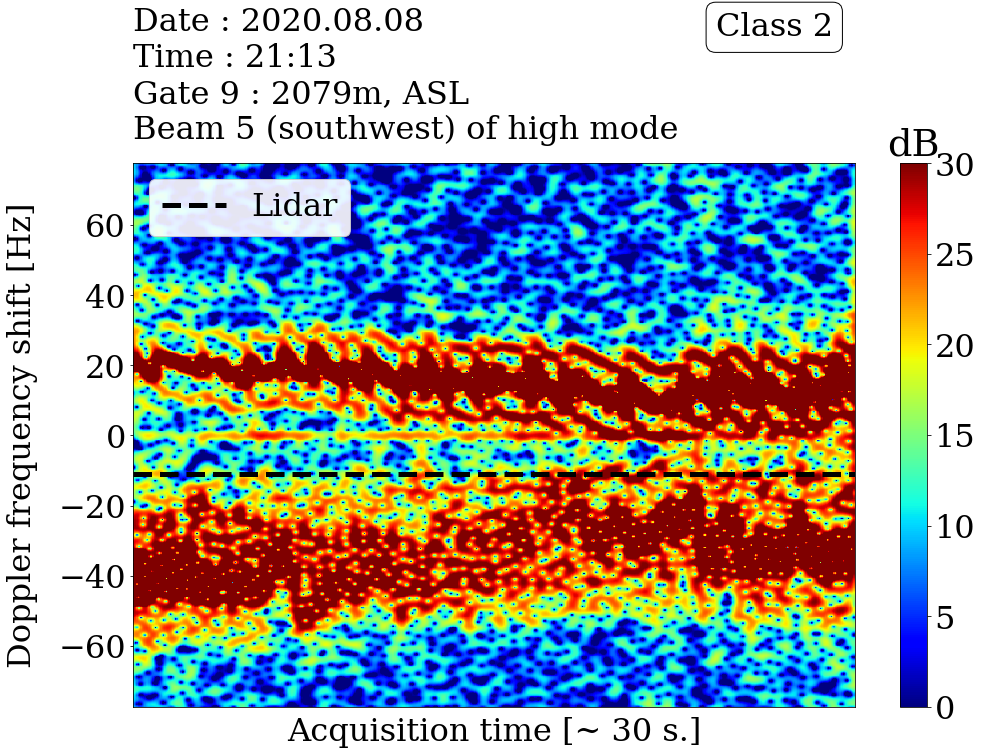 Date : 2020.08.08
Time : 21:13
Gate 9 : 2079m, ASL
Beam 5 (southwest) of high mode
Class 2
dB
Lidar
Doppler frequency shift [Hz]
60
40
20
0
−20
−40
−60
30
25
20
15
10
5
0
Acquisition time [~ 30 s.]